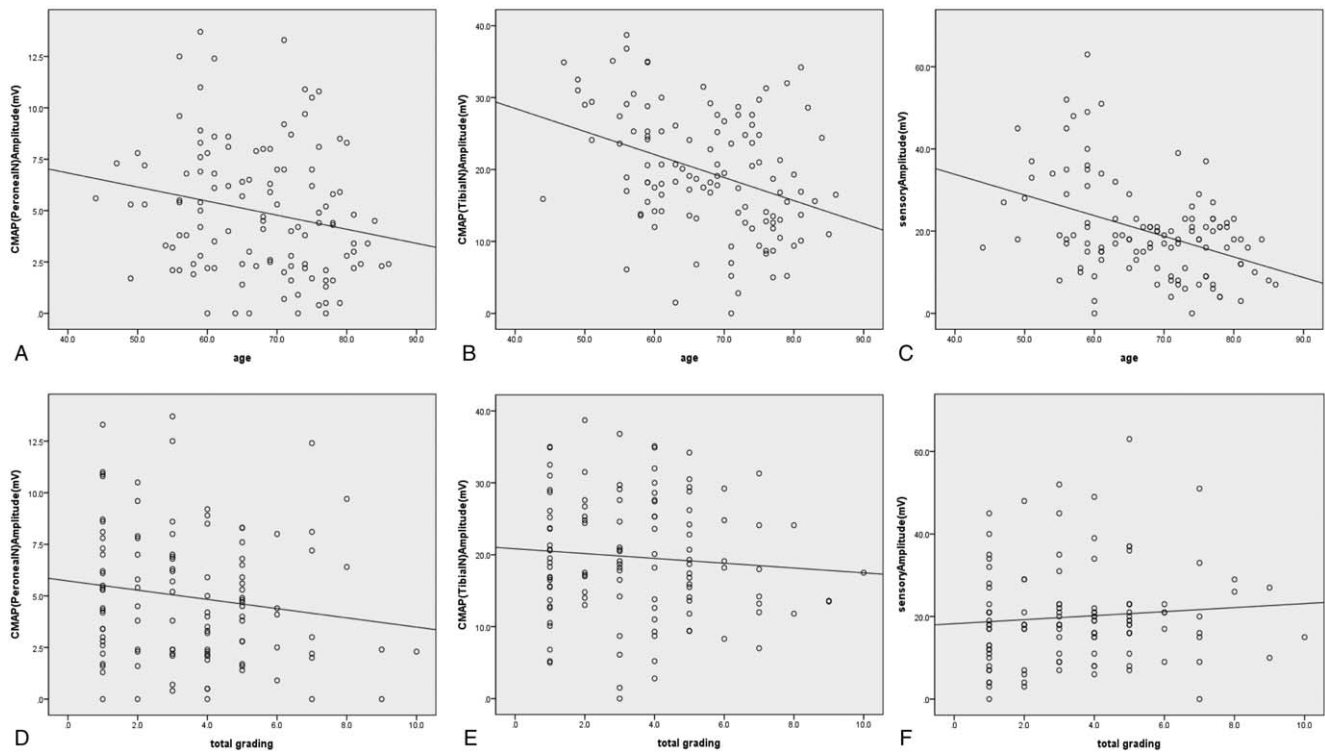 CMAP(PeronealN)Amplitude(mV)
12.5
10.0
7.5
5.0
2.5
.0
40.0 50.0 60.0 70.0 80.0 90.0
age
A
CMAP(TibialN)Amplitude(mV)
40.0
30.0
20.0
10.0
.0
40.0 50.0 60.0 70.0 80.0 90.0
age
B
sensoryAmplitude(mV)
60.0
40.0
20.0
.0
40.0 50.0 60.0 70.0 80.0 90.0
age
C
CMAP(PeronealN)Amplitude(mV)
12.5
10.0
7.5
5.0
2.5
.0
.0 2.0 4.0 6.0 8.0 10.0
total grading
D
CMAP(TibialN)Amplitude(mV)
40.0
30.0
20.0
10.0
.0
.0 2.0 4.0 6.0 8.0 10.0
total grading
E
sensoryAmplitude(mV)
60.0
40.0
20.0
.0
.0 2.0 4.0 6.0 8.0 10.0
total grading
F